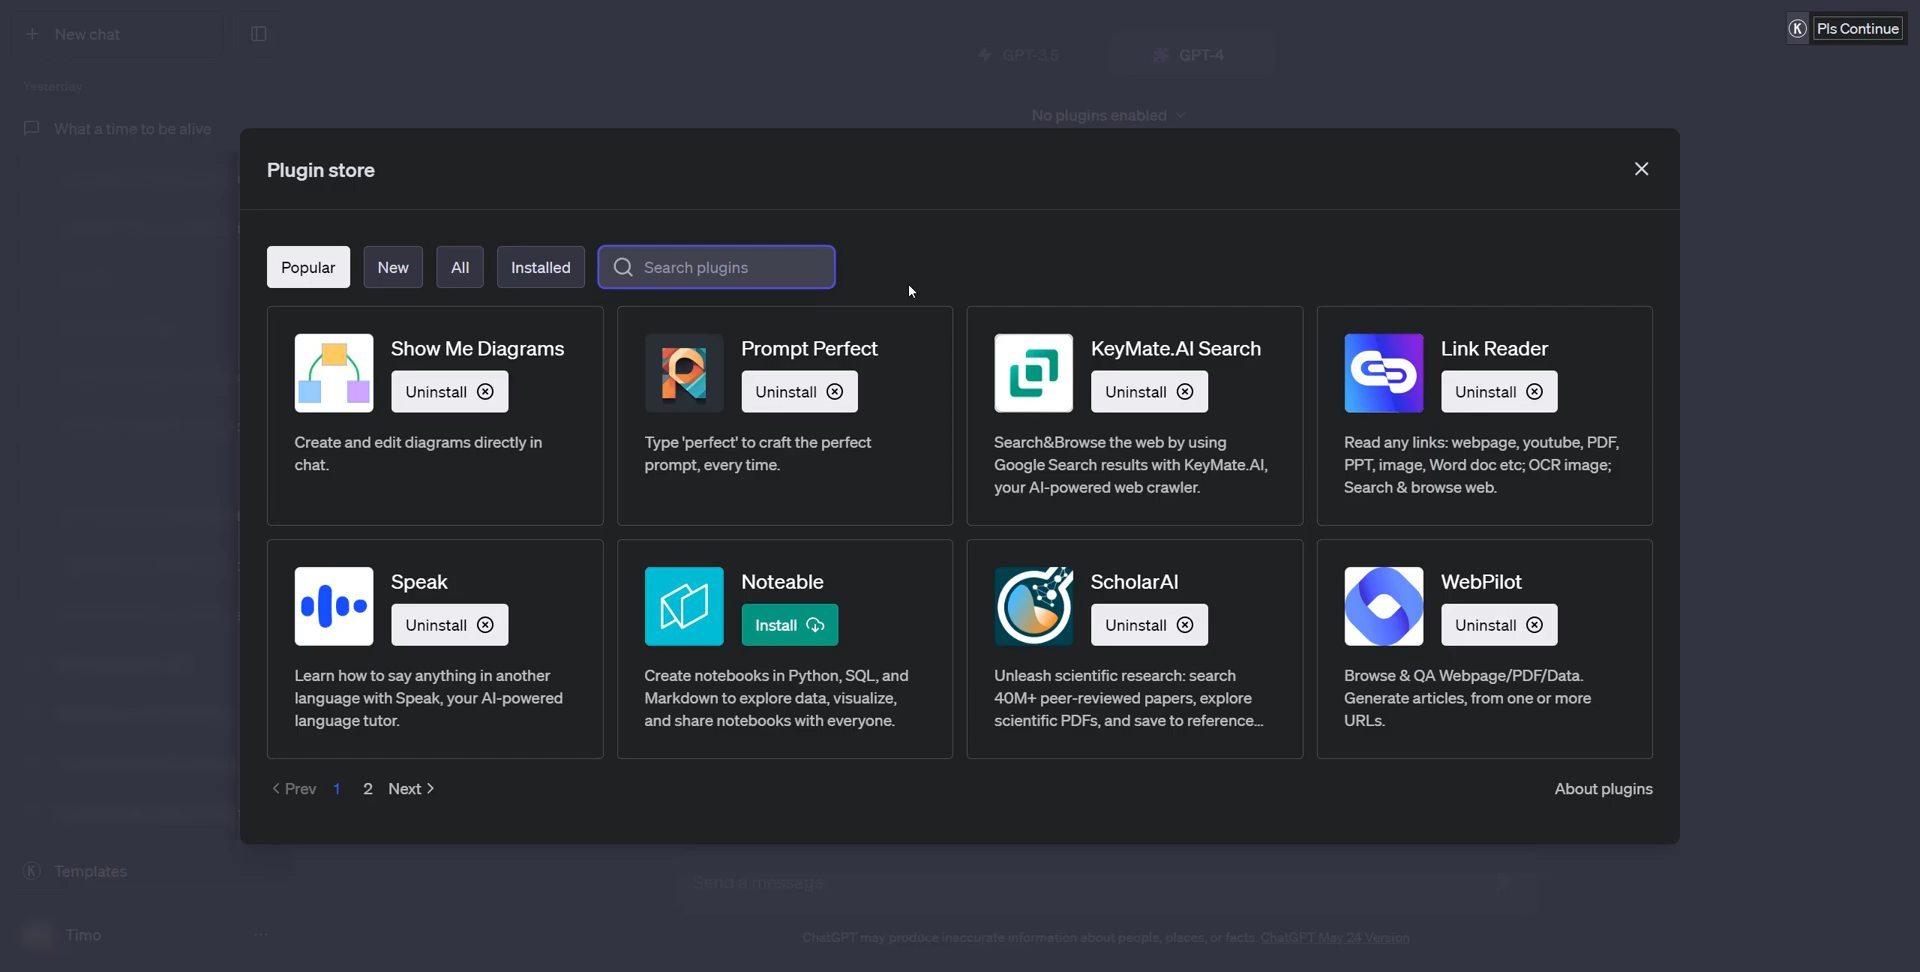 New chat
K Pls Continue
GPT-3.5
GPT-4
Yesterday
No plugins enabled
What a time to be alive
Plugin store
Popular
New
All
Installed
Search plugins
Show Me Diagrams
Uninstall
Create and edit diagrams directly in
chat.
Prompt Perfect
Uninstall
Type 'perfect' to craft the perfect
prompt, every time.
KeyMate.AI Search
Uninstall
Search&Browse the web by using
Google Search results with KeyMate.AI,
your AI-powered web crawler.
Link Reader
Uninstall
Read any links: webpage, youtube, PDF,
PPT, image, Word doc etc; OCR image;
Search & browse web.
Speak
Uninstall
Learn how to say anything in another
language with Speak, your AI-powered
language tutor.
Noteable
Install
Create notebooks in Python, SQL, and
Markdown to explore data, visualize,
and share notebooks with everyone.
ScholarAI
Uninstall
Unleash scientific research: search
40M+ peer-reviewed papers, explore
scientific PDFs, and save to reference...
WebPilot
Uninstall
Browse & QA Webpage/PDF/Data.
Generate articles, from one or more
URLs.
Prev 1 2 Next
About plugins
K Templates
Send a message
Timo
ChatGPT may produce inaccurate information about people, places, or facts. ChatGPT May 24 Version